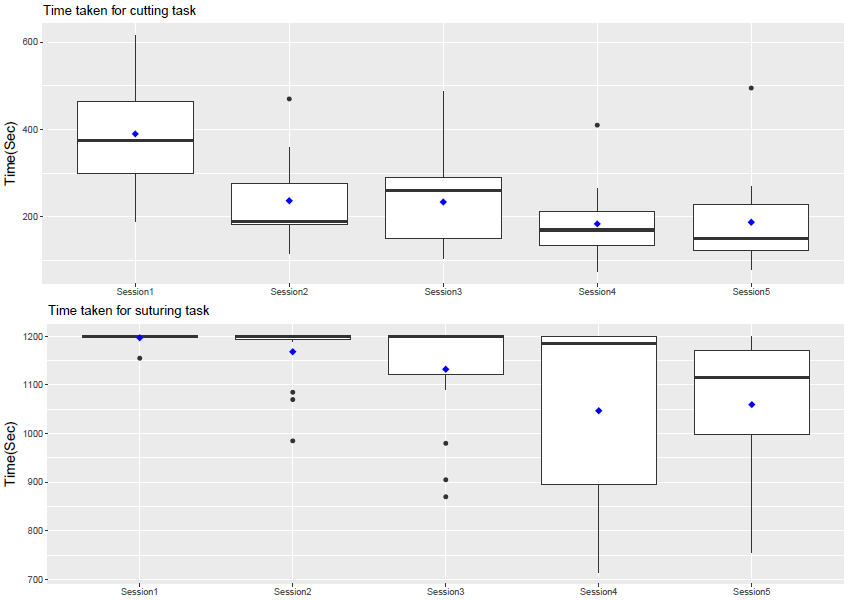 Time taken for cutting task
600
400
200
Time(Sec)
Session1 Session2 Session3 Session4 Session5
Time taken for suturing task
1200
1100
1000
900
800
700
Time(Sec)
Session1 Session2 Session3 Session4 Session5